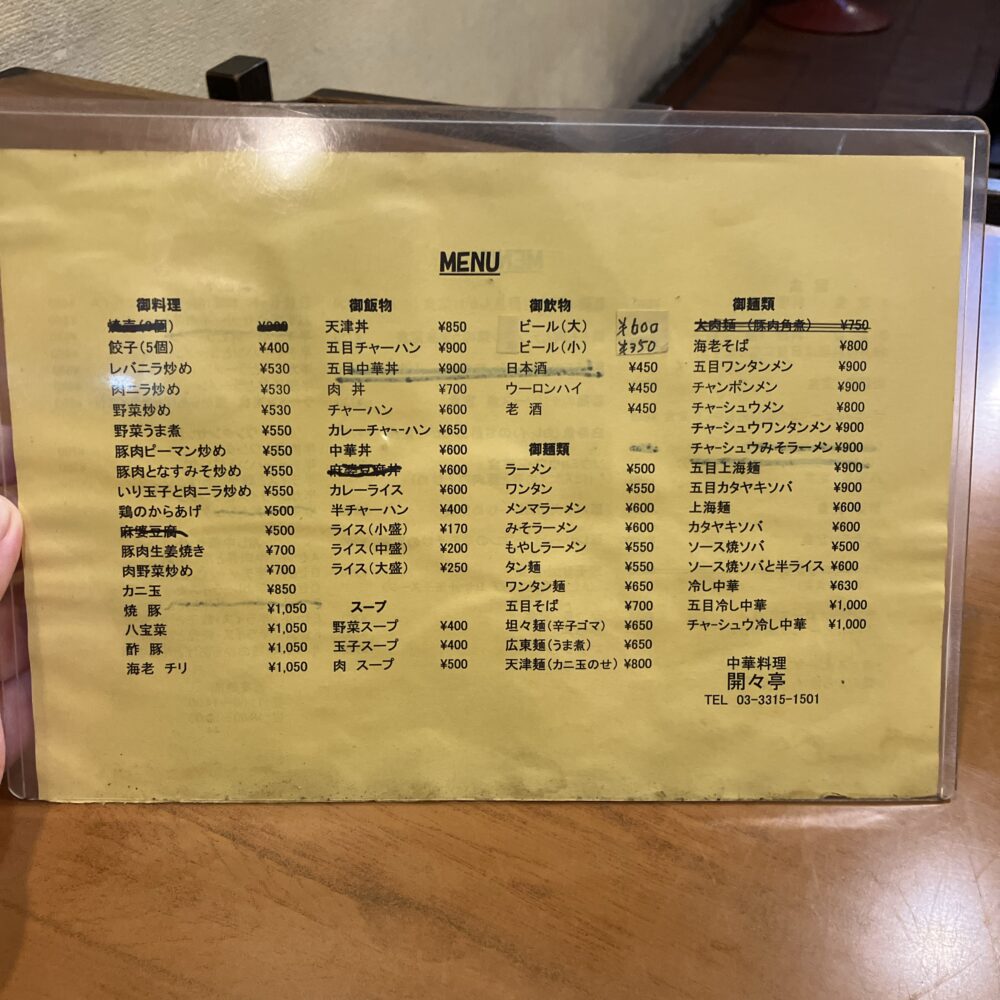 MENU
御料理
焼売(3個)
餃子(5個) ¥400
レバニラ炒め ¥530
肉ニラ炒め ¥530
野菜炒め ¥530
野菜うま煮 ¥550
豚肉ピーマン炒め ¥550
豚肉となすみそ炒め ¥550
いり玉子と肉ニラ炒め ¥550
鶏のからあげ ¥500
麻婆豆腐 ¥500
豚肉生姜焼き ¥700
肉野菜炒め ¥700
カニ玉 ¥850
焼 豚 ¥1,050
八宝菜 ¥1,050
酢 豚 ¥1,050
海老 チリ ¥1,050
御飯物
天津丼 ¥850
五目チャーハン ¥900
五目中華丼 ¥900
肉 丼 ¥700
チャーハン ¥600
カレーチャーハン ¥650
中華丼 ¥600
麻婆豆腐丼 ¥600
カレーライス ¥600
半チャーハン ¥400
ライス(小盛) ¥170
ライス(中盛) ¥200
ライス(大盛) ¥250
スープ
野菜スープ ¥400
玉子スープ ¥400
肉 スープ ¥500
御飲物
ビール(大) ¥600
ビール(小) ¥350
日本酒 ¥450
ウーロンハイ ¥450
老 酒 ¥450
御麺類
ラーメン ¥500
ワンタン ¥550
メンマラーメン ¥600
みそラーメン ¥600
もやしラーメン ¥550
タン麺 ¥550
ワンタン麺 ¥650
五目そば ¥700
坦々麺(辛子ゴマ) ¥650
広東麺(うま煮) ¥650
天津麺(カニ玉のせ) ¥800
御麺類
大肉麺 (豚肉角煮) ¥750
海老そば ¥800
五目ワンタンメン ¥900
チャンポンメン ¥900
チャーシュウメン ¥800
チャーシュウワンタンメン ¥900
チャーシュウみそラーメン ¥900
五目上海麺 ¥900
五目カタヤキソバ ¥900
上海麺 ¥600
カタヤキソバ ¥600
ソース焼ソバ ¥500
ソース焼ソバと半ライス ¥600
冷し中華 ¥630
五目冷し中華 ¥1,000
チャーシュウ冷し中華 ¥1,000
中華料理
開々亭
TEL 03-3315-1501